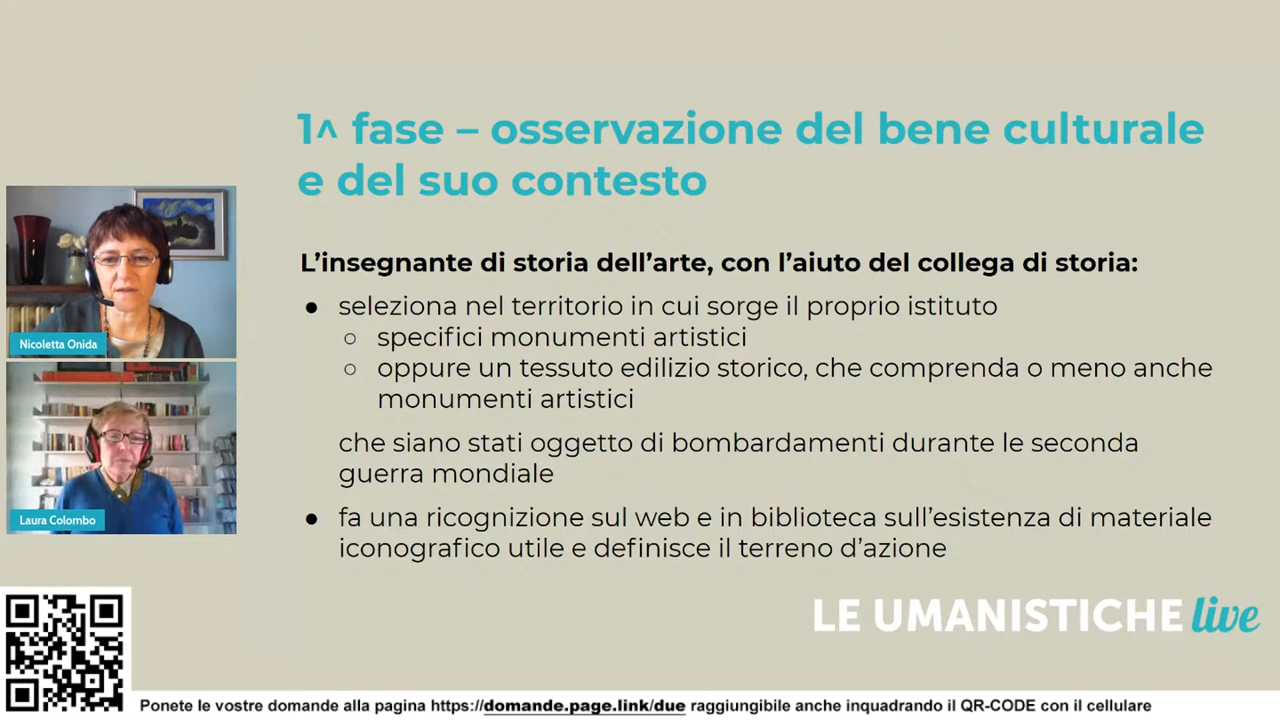 1^ fase – osservazione del bene culturale
e del suo contesto
L'insegnante di storia dell'arte, con l'aiuto del collega di storia:
● seleziona nel territorio in cui sorge il proprio istituto
○ specifici monumenti artistici
○ oppure un tessuto edilizio storico, che comprenda o meno anche
monumenti artistici
che siano stati oggetto di bombardamenti durante le seconda
guerra mondiale
● fa una ricognizione sul web e in biblioteca sull'esistenza di materiale
iconografico utile e definisce il terreno d'azione
Nicoletta Onida
Laura Colombo
LE UMANISTICHE live
Ponete le vostre domande alla pagina https://domande.page.link/due raggiungibile anche inquadrando il QR-CODE con il cellulare